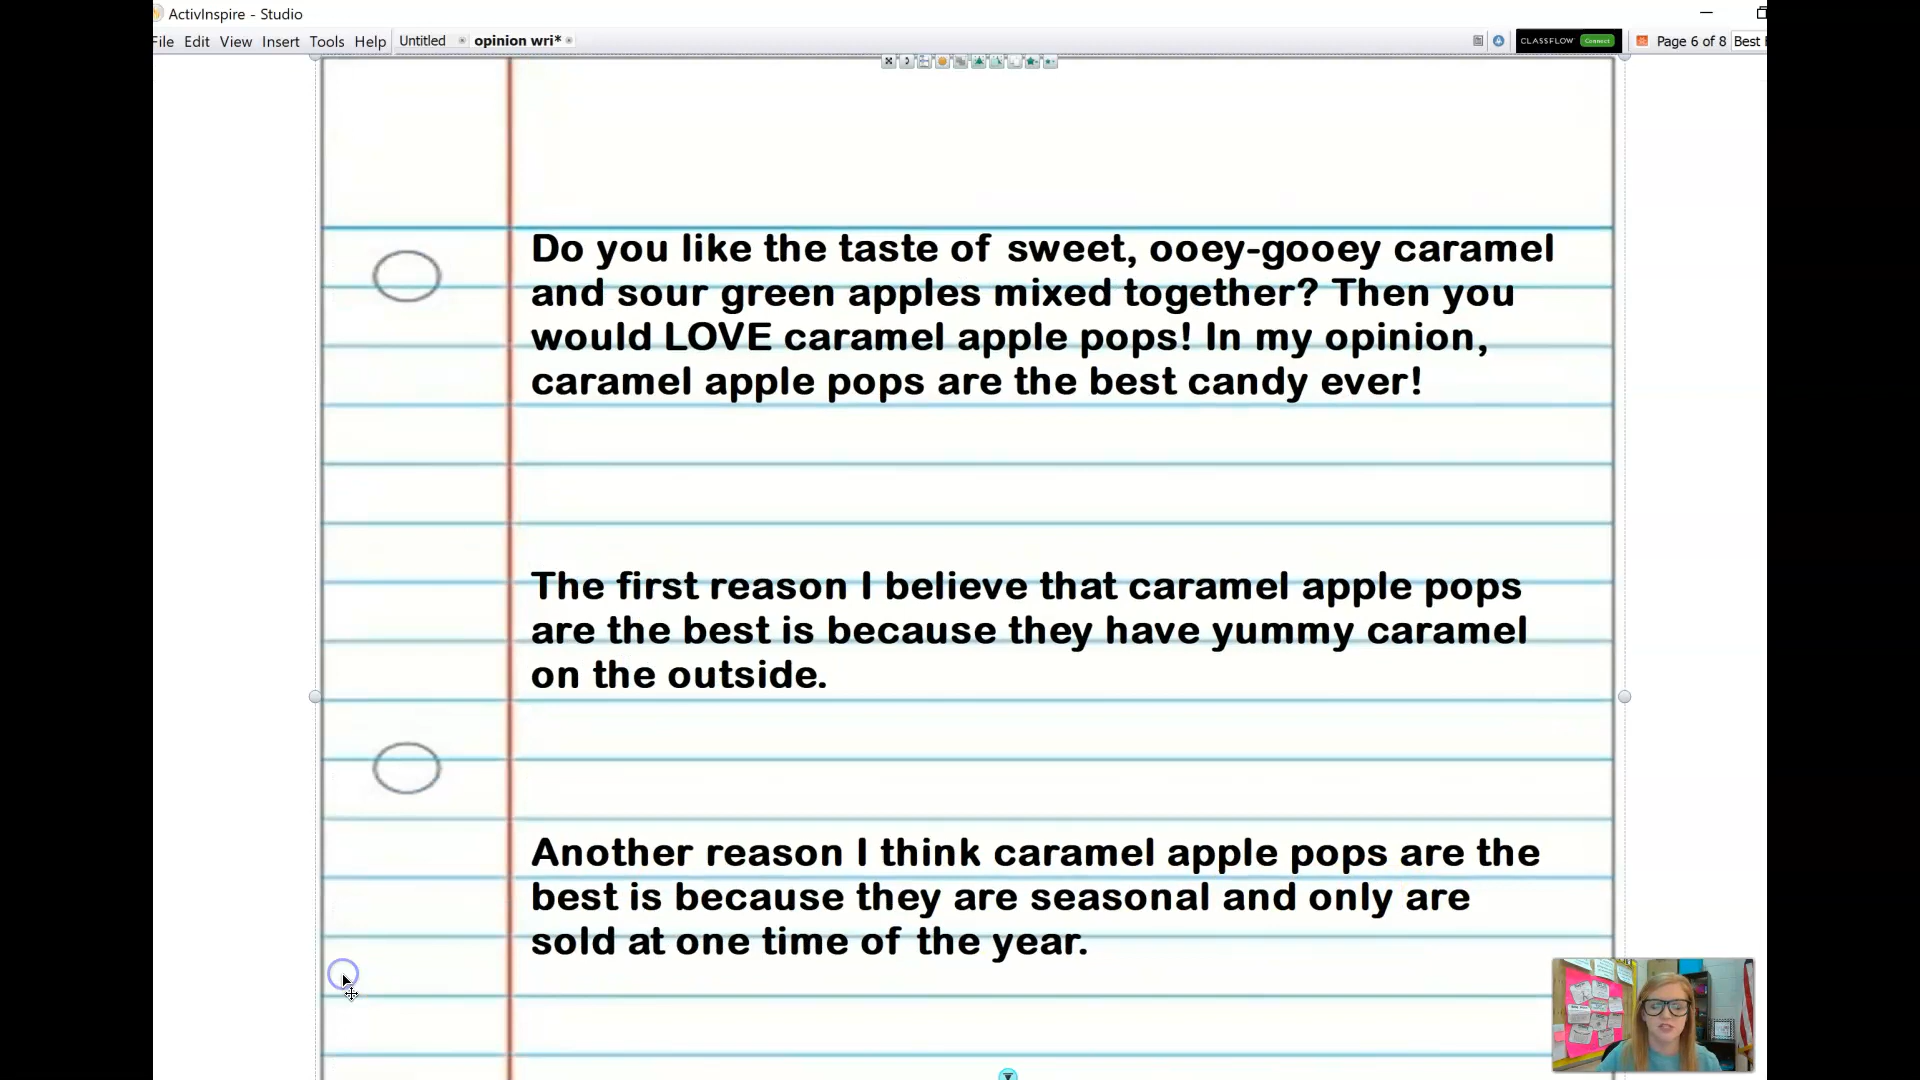 ActivInspire - Studio
File Edit View Insert Tools Help Untitled opinion wri* CLASSFLOW Connect Page 6 of 8 Best
Do you like the taste of sweet, ooey-gooey caramel
and sour green apples mixed together? Then you
would LOVE caramel apple pops! In my opinion,
caramel apple pops are the best candy ever!
The first reason I believe that caramel apple pops
are the best is because they have yummy caramel
on the outside.
Another reason I think caramel apple pops are the
best is because they are seasonal and only are
sold at one time of the year.